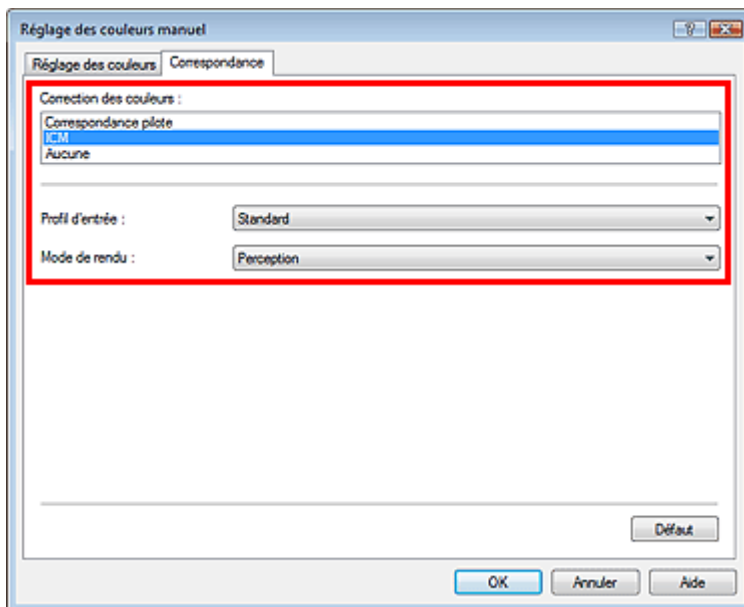 Réglage des couleurs manuel
Réglage des couleurs Correspondance
Correction des couleurs :
Correspondance pilote
ICM
Aucune
Profil d'entrée : Standard
Mode de rendu : Perception
Défaut
OK Annuler Aide